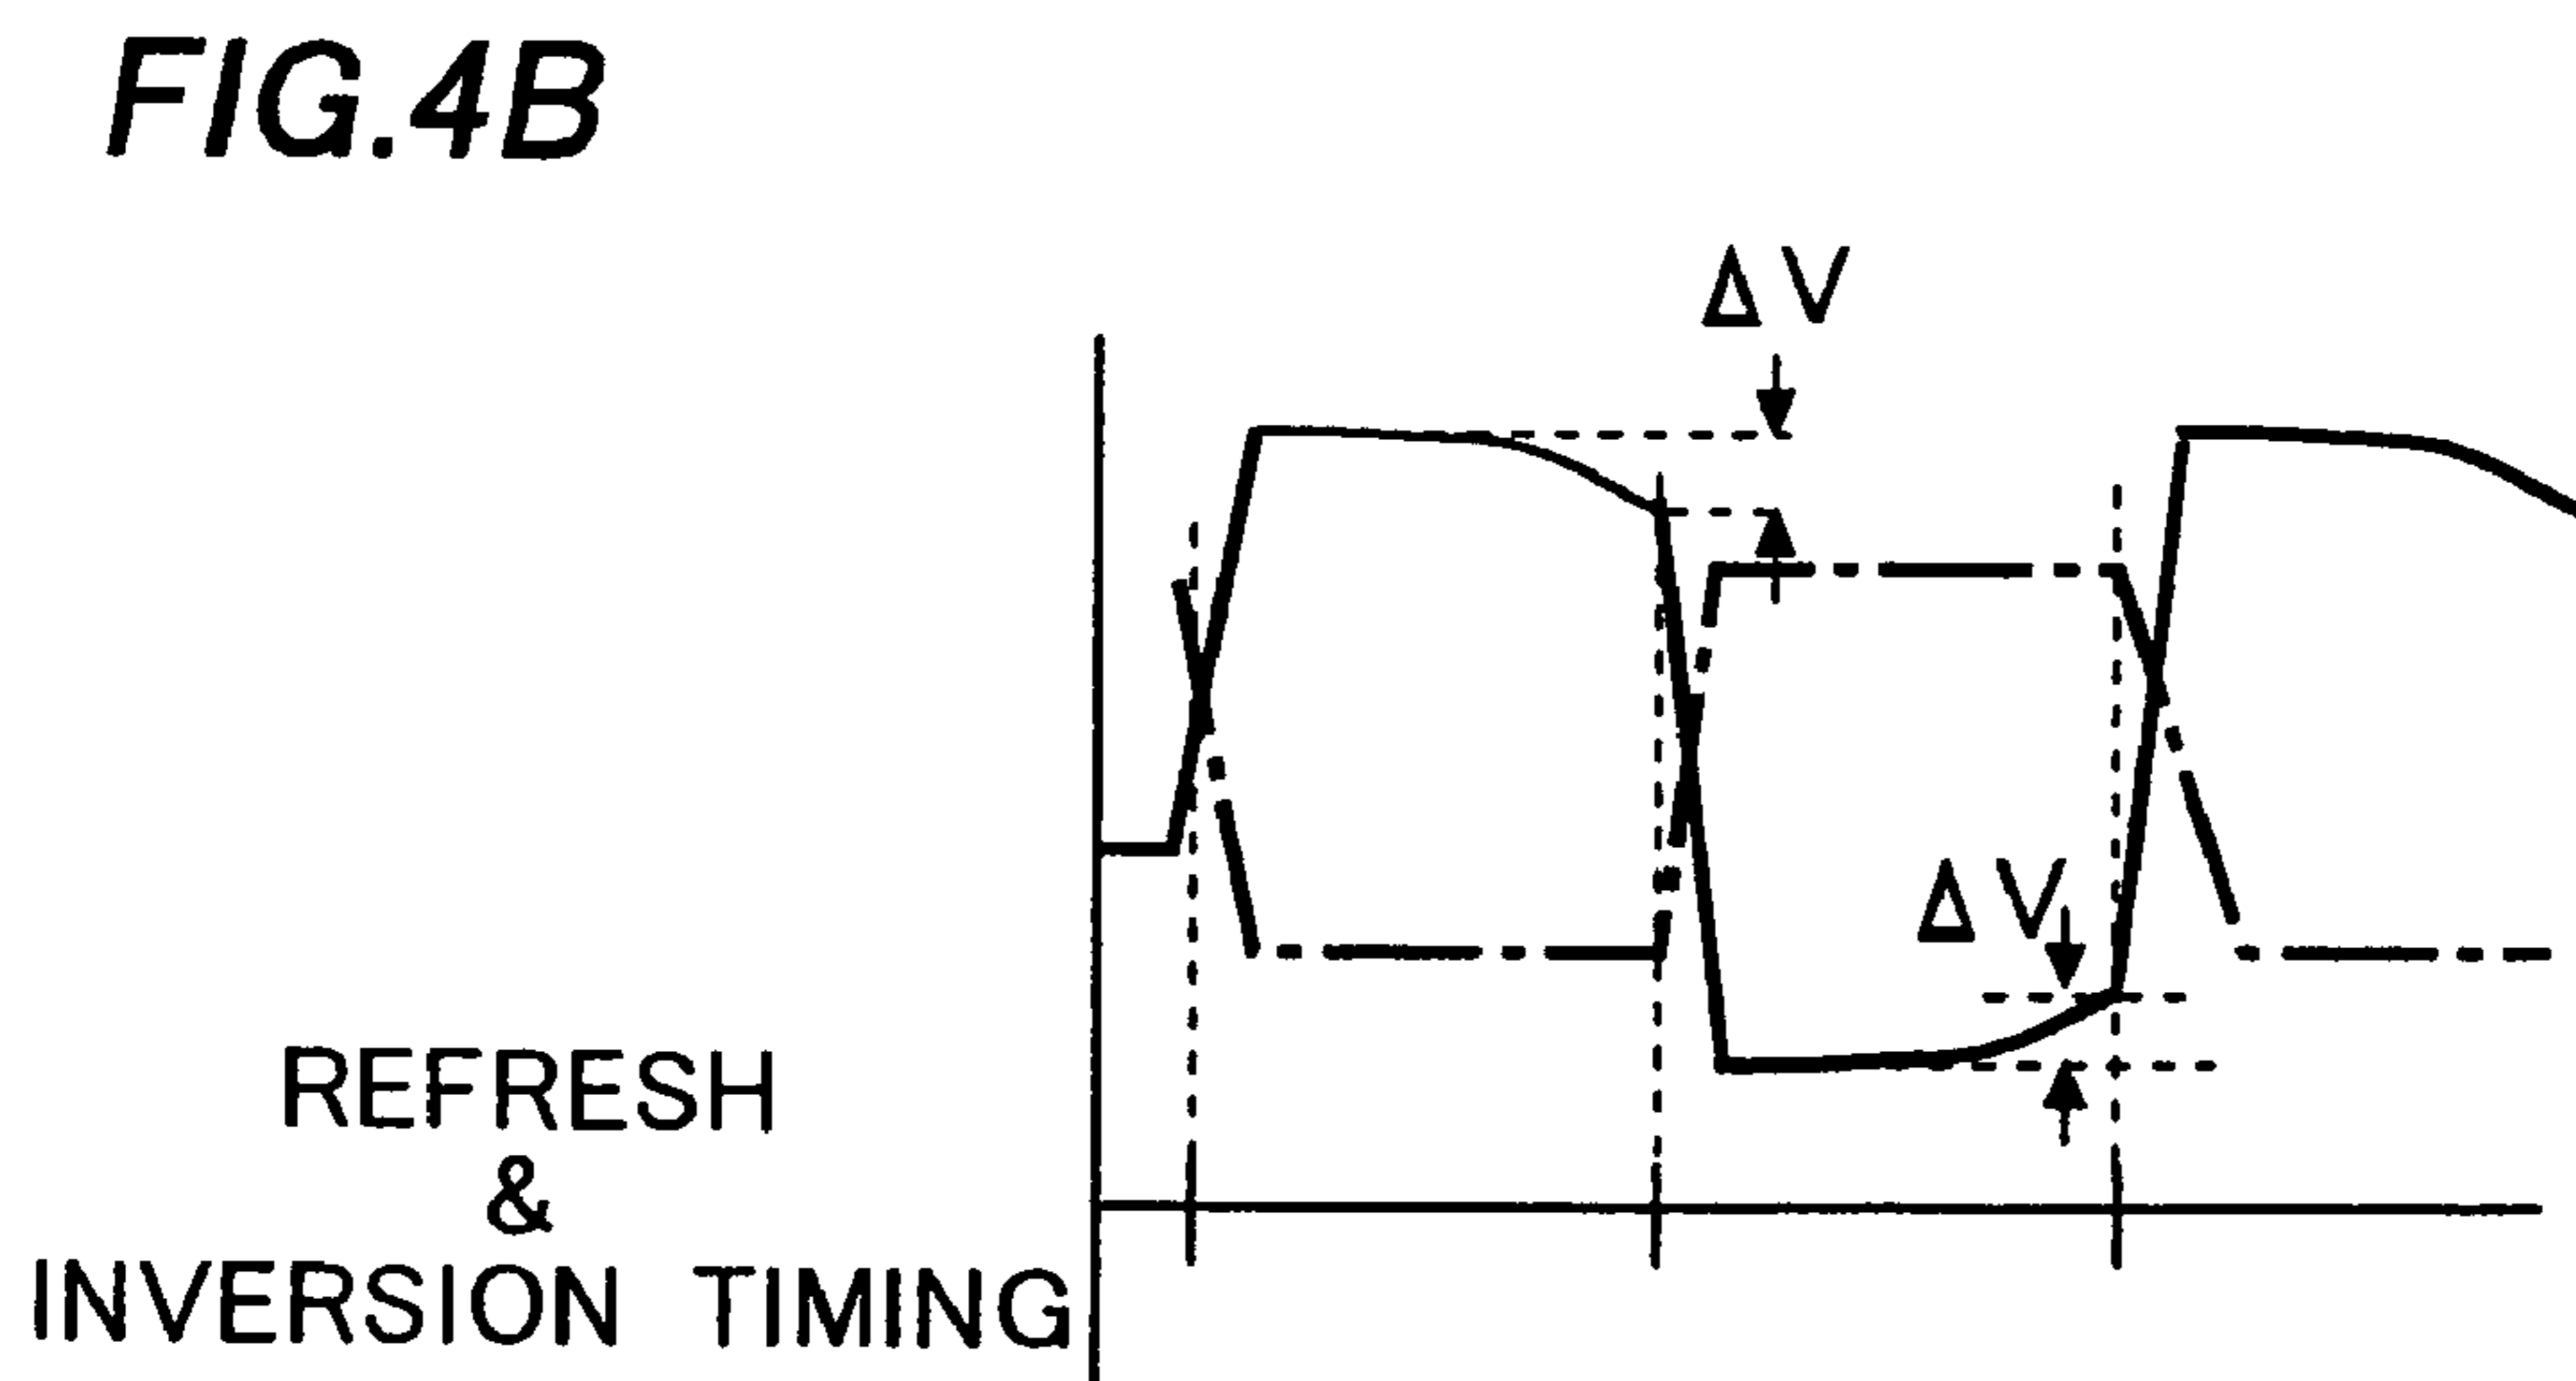 FIG.4B
ΔV
ΔV
REFRESH
&
INVERSION TIMING